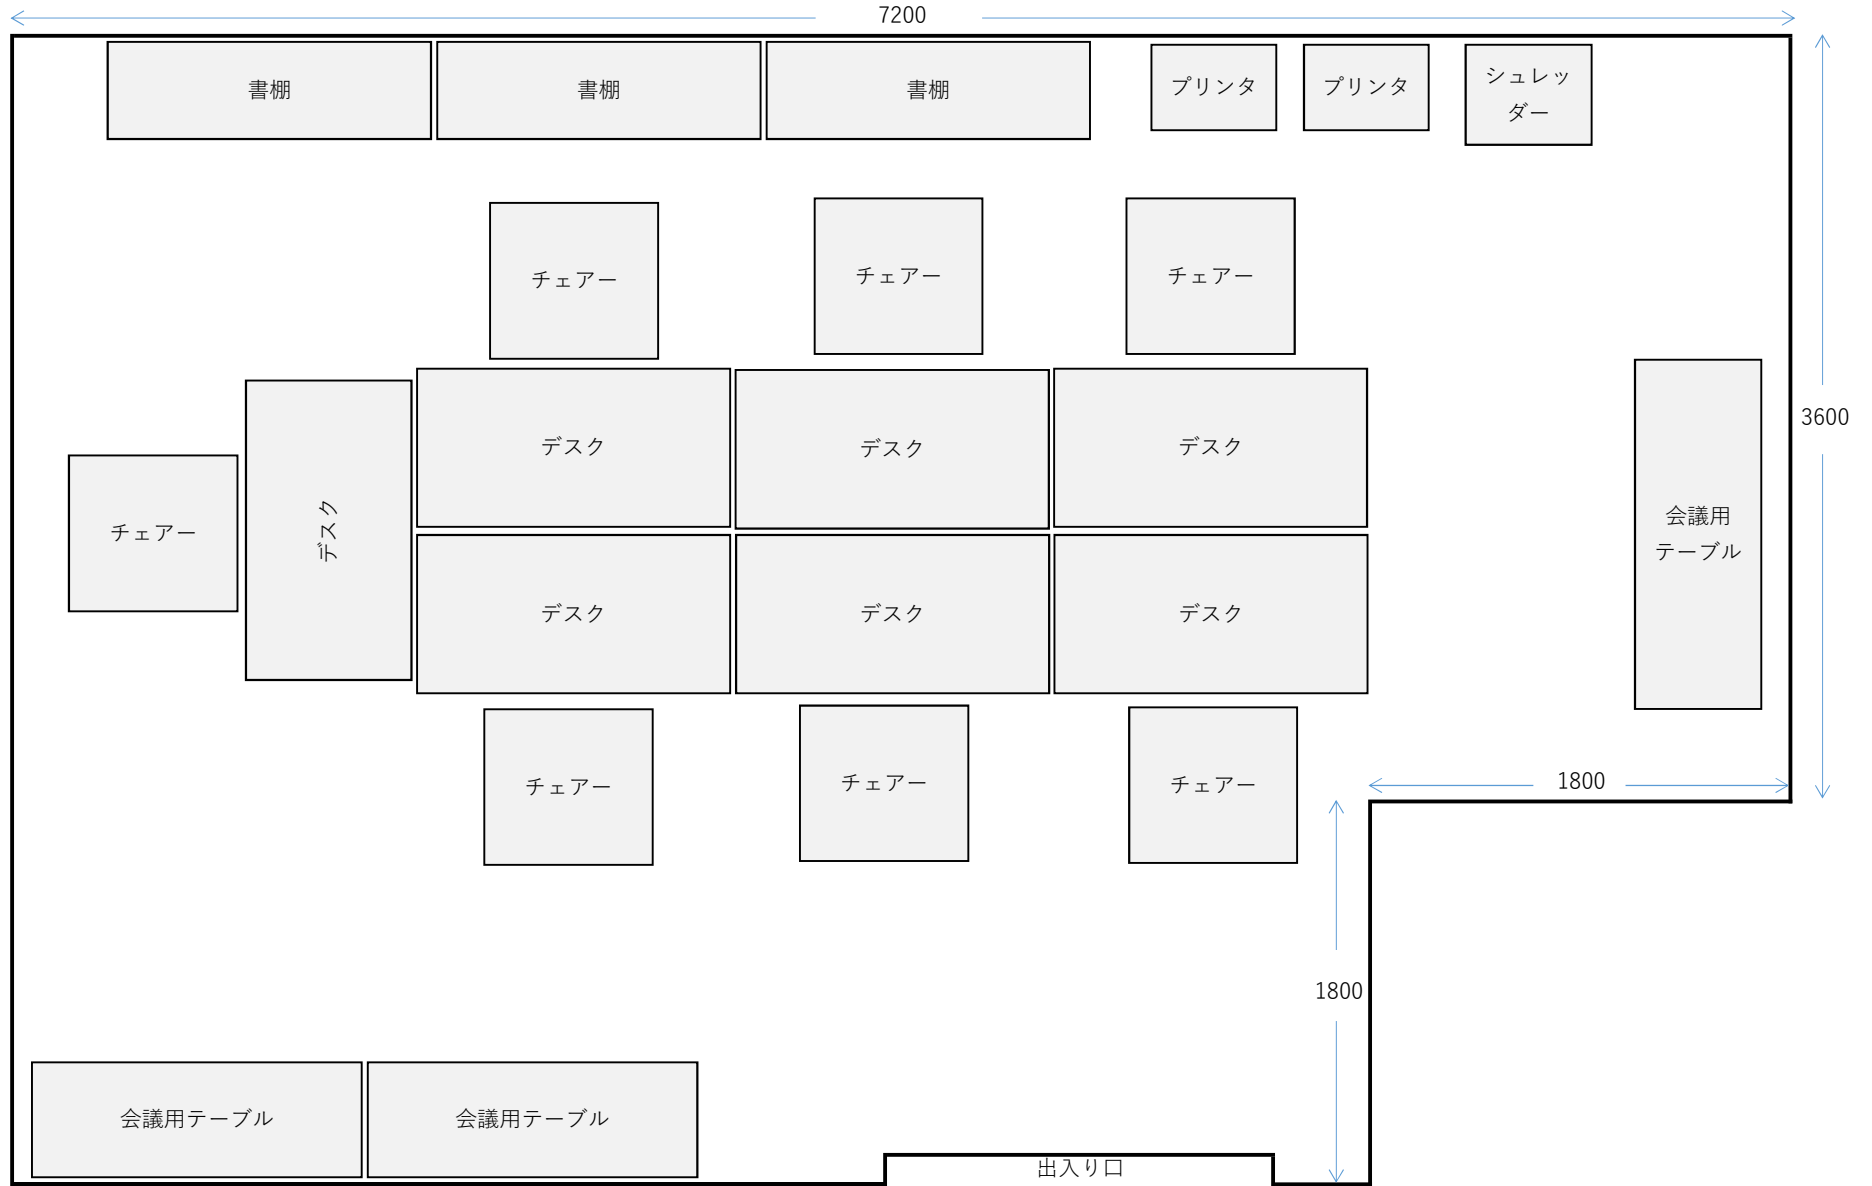 7200
書棚
書棚
書棚
プリンタ
プリンタ
シュレッ
ダー
チェアー
チェアー
チェアー
デスク
デスク
デスク
3600
チェアー
デスク
会議用
テーブル
デスク
デスク
デスク
チェアー
チェアー
チェアー
1800
1800
会議用テーブル
会議用テーブル
出入り口